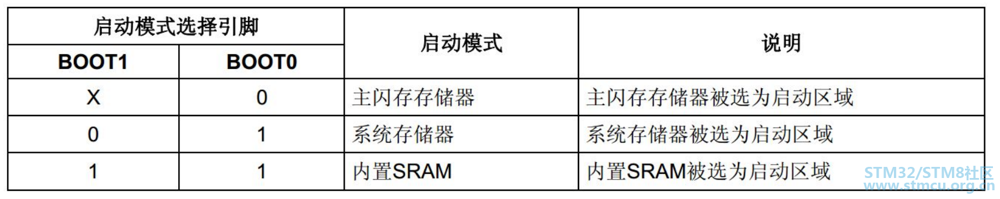 启动模式选择引脚 启动模式 说明
BOOT1 BOOT0
X 0 主闪存存储器 主闪存存储器被选为启动区域
0 1 系统存储器 系统存储器被选为启动区域
1 1 内置SRAM 内置SRAM被选为启动区域
STM32/STM8社区
www.stmcu.org.cn